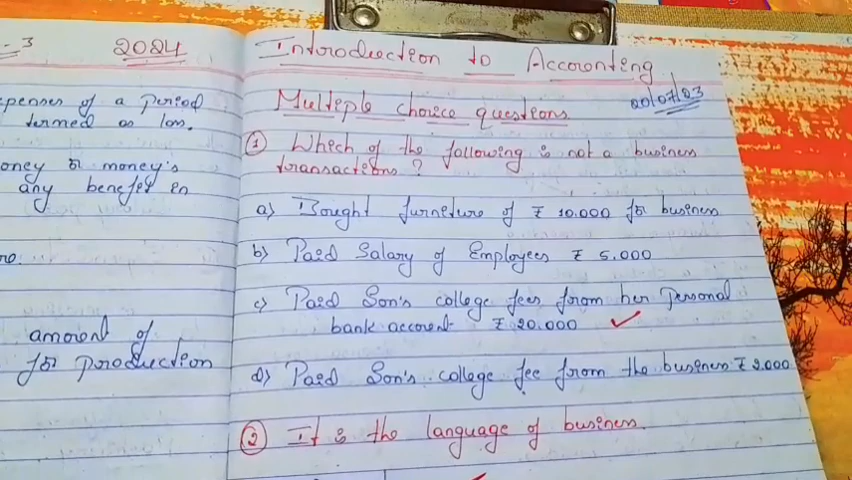 -3 2024
penses of a Period
termed as loss.
oney or money's
any benefit in
re.
amount of
for production
Introduction to Accounting
20/07/23
Multiple choice questions
① Which of the following is not a business
transactions ?
a) Bought furniture of ₹ 10.000 for business
b) Paid Salary of Employees ₹ 5.000
c) Paid Son's college fees from her Personal
bank account ₹ 20.000 ✓
d) Paid Son's college fee from the business ₹ 2.000
② It is the language of business.